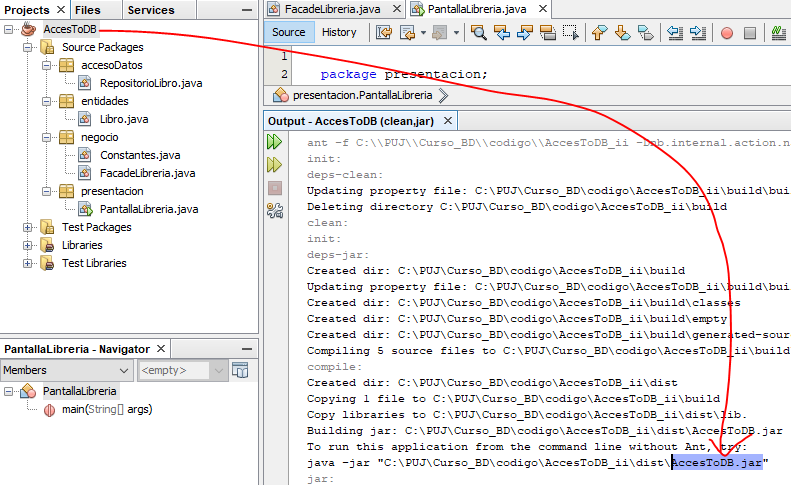 Projects Files Services
AccesToDB
Source Packages
accesoDatos
RepositorioLibro.java
entidades
Libro.java
negocio
Constantes.java
FacadeLibreria.java
presentacion
PantallaLibreria.java
Test Packages
Libraries
Test Libraries
PantallaLibreria - Navigator
Members <empty>
PantallaLibreria
main(String[] args)
FacadeLibreria.java PantallaLibreria.java
Source History
1
2 package presentacion;
presentacion.PantallaLibreria
Output - AccesToDB (clean,jar)
ant -f C:\\PUJ\\Curso_BD\\codigo\\AccesToDB_ii -Dnb.internal.action.n
init:
deps-clean:
Updating property file: C:\PUJ\Curso_BD\codigo\AccesToDB_ii\build\bui
Deleting directory C:\PUJ\Curso_BD\codigo\AccesToDB_ii\build
clean:
init:
deps-jar:
Created dir: C:\PUJ\Curso_BD\codigo\AccesToDB_ii\build
Updating property file: C:\PUJ\Curso_BD\codigo\AccesToDB_ii\build\bui
Created dir: C:\PUJ\Curso_BD\codigo\AccesToDB_ii\build\classes
Created dir: C:\PUJ\Curso_BD\codigo\AccesToDB_ii\build\empty
Created dir: C:\PUJ\Curso_BD\codigo\AccesToDB_ii\build\generated-sour
Compiling 5 source files to C:\PUJ\Curso_BD\codigo\AccesToDB_ii\build
compile:
Created dir: C:\PUJ\Curso_BD\codigo\AccesToDB_ii\dist
Copying 1 file to C:\PUJ\Curso_BD\codigo\AccesToDB_ii\build
Copy libraries to C:\PUJ\Curso_BD\codigo\AccesToDB_ii\dist\lib.
Building jar: C:\PUJ\Curso_BD\codigo\AccesToDB_ii\dist\AccesToDB.jar
To run this application from the command line without Ant, try:
java -jar "C:\PUJ\Curso_BD\codigo\AccesToDB_ii\dist\AccesToDB.jar"
jar: